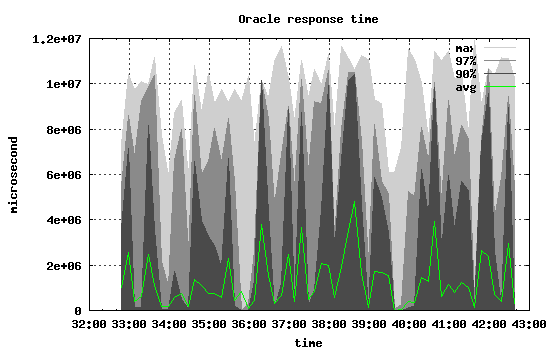 Oracle response time
1.2e+07
1e+07
8e+06
6e+06
4e+06
2e+06
0
microsecond
max
97%
90%
avg
32:00 33:00 34:00 35:00 36:00 37:00 38:00 39:00 40:00 41:00 42:00 43:00
time